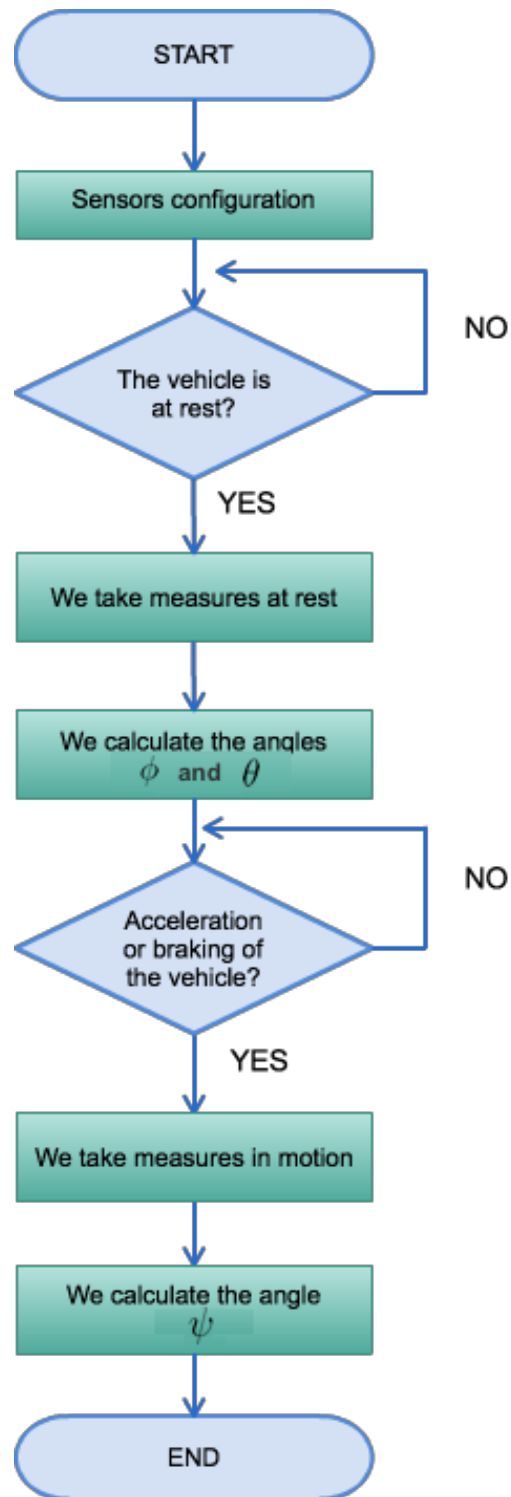 START
Sensors configuration
NO
The vehicle is
at rest?
YES
We take measures at rest
We calculate the angles
ϕ and θ
NO
Acceleration
or braking of
the vehicle?
YES
We take measures in motion
We calculate the angle
ψ
END